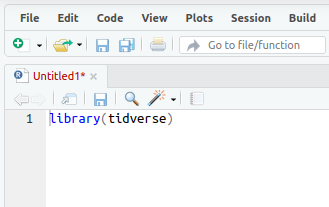 File Edit Code View Plots Session Build
Go to file/function
Untitled1*
1 library(tidverse)